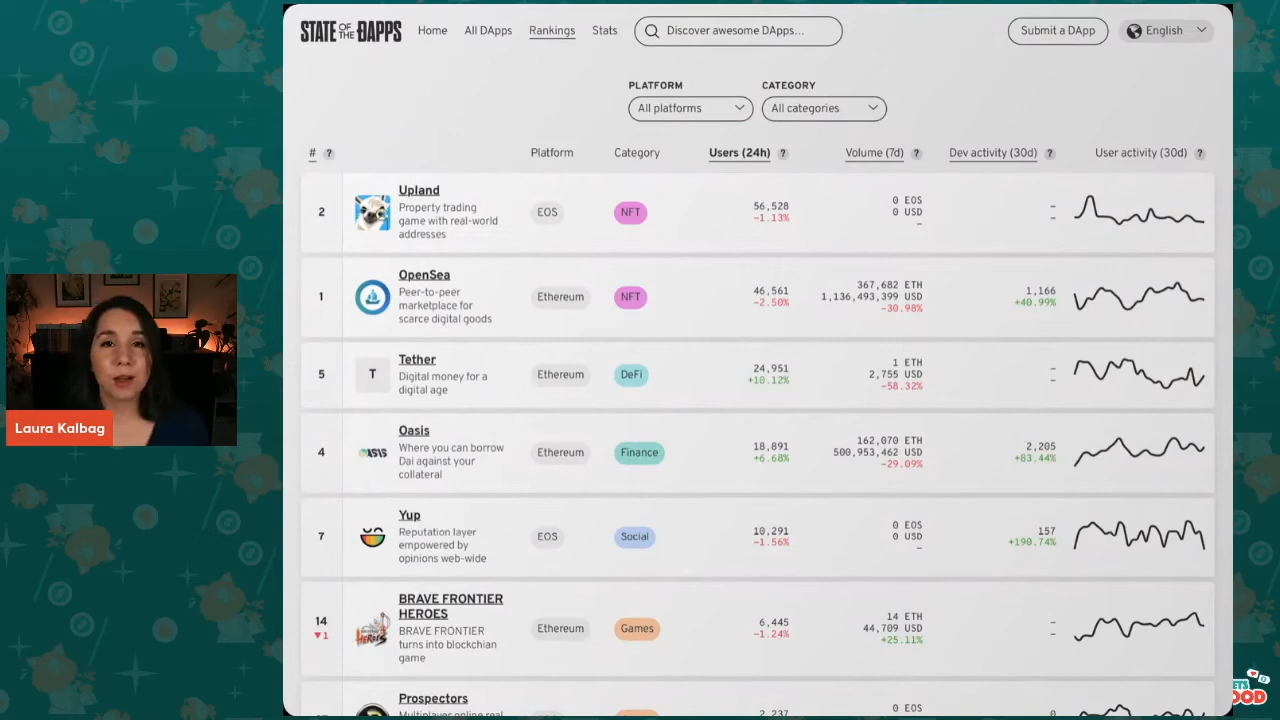 STATE OF THE ĐAPPS
Home
All DApps
Rankings
Stats
Discover awesome DApps...
Submit a DApp
English
PLATFORM
CATEGORY
All platforms
All categories
# ?
Platform
Category
Users (24h) ?
Volume (7d) ?
Dev activity (30d) ?
User activity (30d) ?
2
Upland
Property trading
game with real-world
addresses
EOS
NFT
56,528
-1.13%
0 EOS
0 USD
–
–
–
1
OpenSea
Peer-to-peer
marketplace for
scarce digital goods
Ethereum
NFT
46,561
-2.50%
367,682 ETH
1,136,493,399 USD
-30.98%
1,166
+40.99%
5
T
Tether
Digital money for a
digital age
Ethereum
DeFi
24,951
+10.12%
1 ETH
2,755 USD
-58.32%
–
–
4
OASIS
Oasis
Where you can borrow
Dai against your
collateral
Ethereum
Finance
18,891
+6.68%
162,070 ETH
500,953,462 USD
-29.09%
2,205
+83.44%
7
Yup
Reputation layer
empowered by
opinions web-wide
EOS
Social
10,291
-1.56%
0 EOS
0 USD
–
157
+190.74%
14
▼1
HEROES
BRAVE FRONTIER
HEROES
BRAVE FRONTIER
turns into blockchian
game
Ethereum
Games
6,445
-1.24%
14 ETH
44,709 USD
+25.11%
–
–
Prospectors
Multiplayer online real
2,237
0 EOS
0
Laura Kalbag